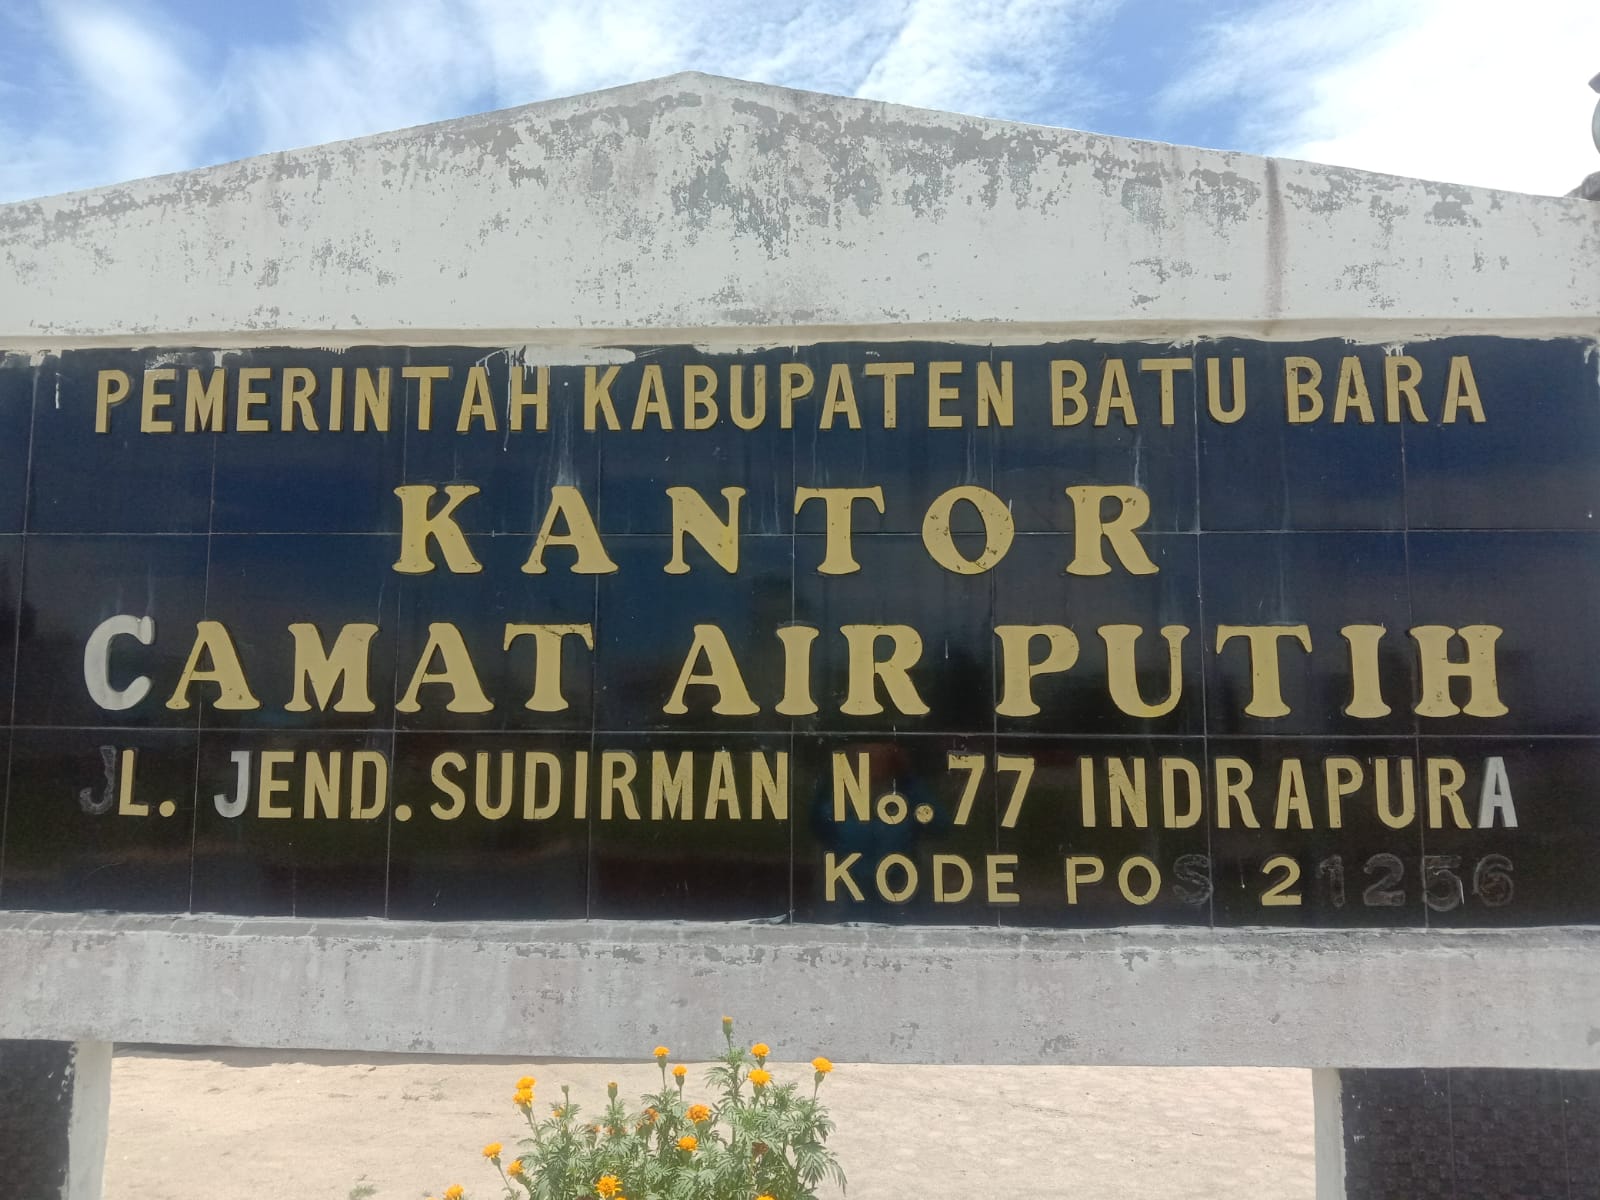 PEMERINTAH KABUPATEN BATU BARA
KANTOR
CAMAT AIR PUTIH
JL. JEND. SUDIRMAN No. 77 INDRAPURA
KODE POS 21256